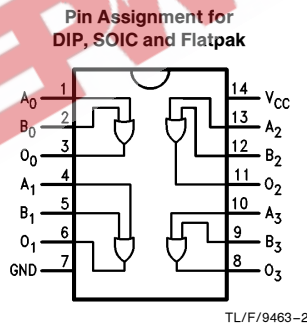 Pin Assignment for
DIP, SOIC and Flatpak
A0 1
B0 2
O0 3
A1 4
B1 5
O1 6
GND 7
14 VCC
13 A2
12 B2
11 O2
10 A3
9 B3
8 O3
TL/F/9463–2